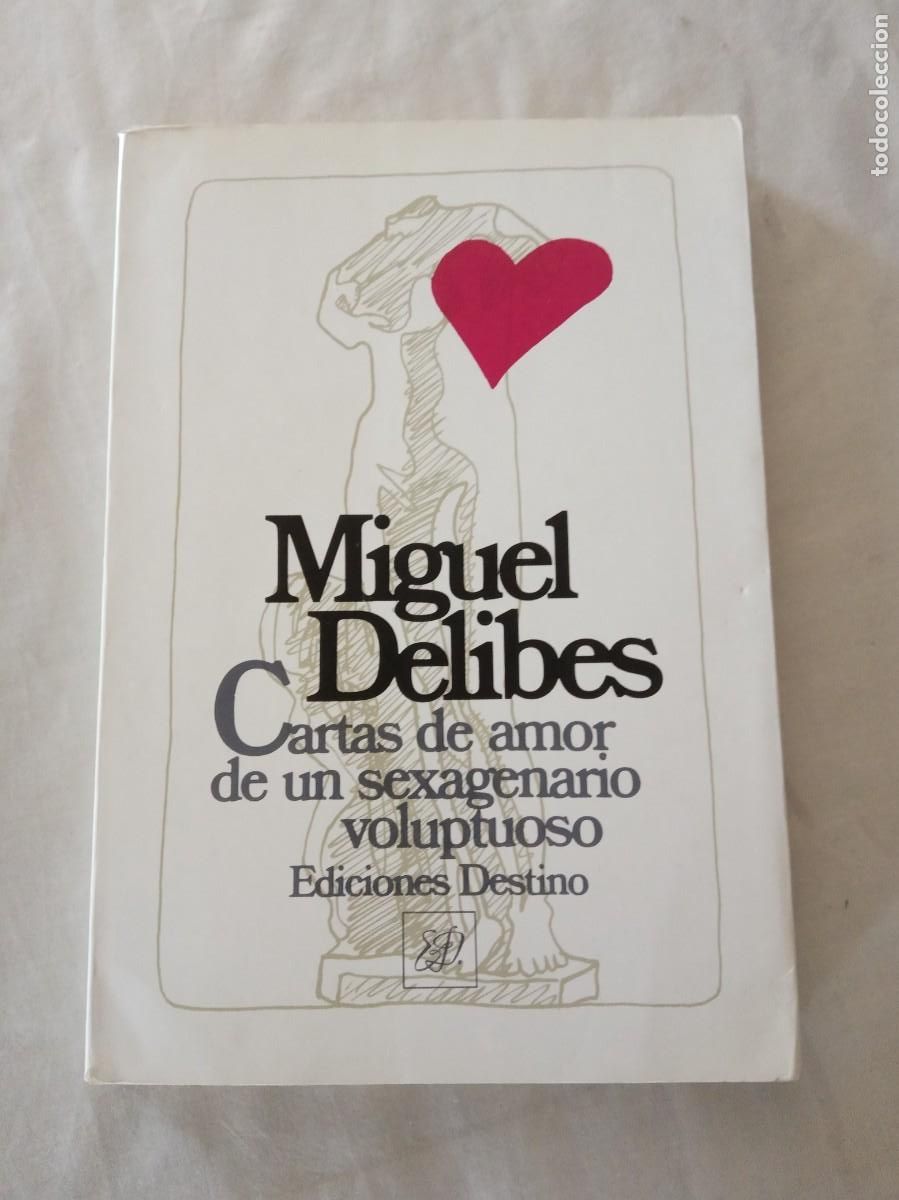 todocoleccion
Miguel
Delibes
Cartas de amor
de un sexagenario
voluptuoso
Ediciones Destino